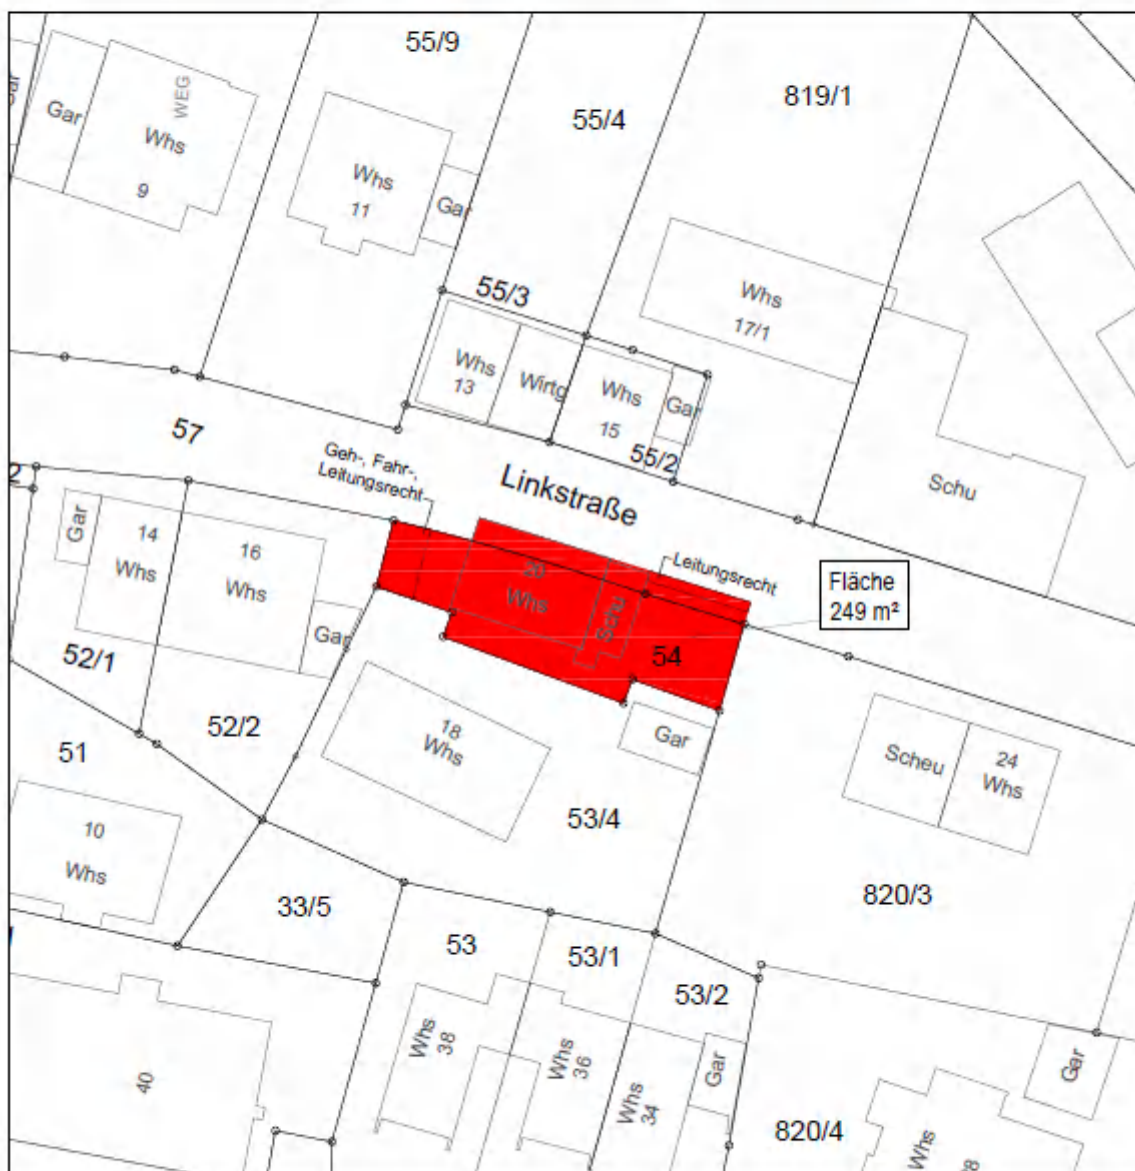 55/9
819/1
55/4
Gar
WEG
Whs
9
Whs
11
Gar
55/3
Whs
17/1
Whs
13
Wirtg
Whs
15
Gar
55/2
57
Geh-, Fahr-,
Leitungsrecht
Linkstraße
Schu
Gar
14
Whs
16
Whs
Gar
20
Whs
Schu
Leitungsrecht
Fläche
249 m²
54
52/1
52/2
18
Whs
Gar
51
Scheu
24
Whs
10
Whs
53/4
820/3
33/5
53
53/1
53/2
Whs
38
Whs
36
Whs
34
Gar
Gar
40
820/4
Whs